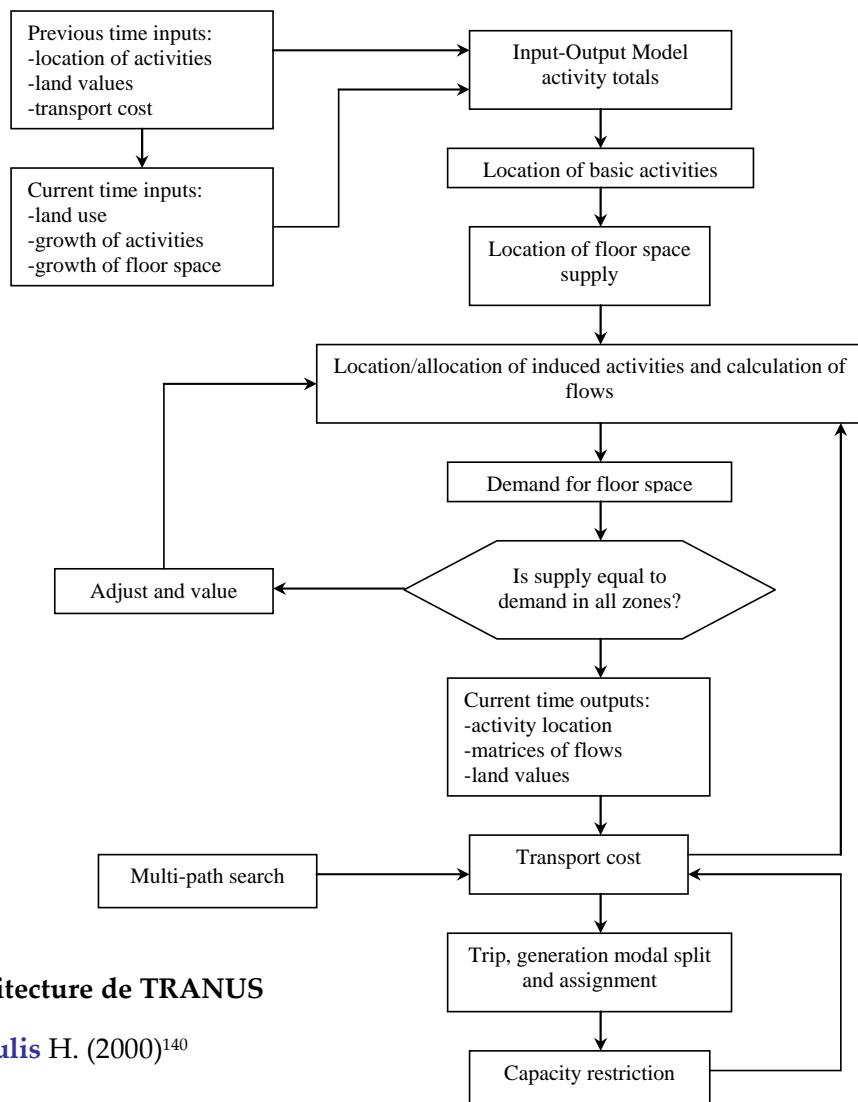 Previous time inputs:
-location of activities
-land values
-transport cost
Input-Output Model
activity totals
Current time inputs:
-land use
-growth of activities
-growth of floor space
Location of basic activities
Location of floor space
supply
Location/allocation of induced activities and calculation of
flows
Demand for floor space
Is supply equal to
demand in all zones?
Adjust and value
Current time outputs:
-activity location
-matrices of flows
-land values
Transport cost
Multi-path search
Trip, generation modal split
and assignment
Capacity restriction
itecture de TRANUS
ulis H. (2000)140